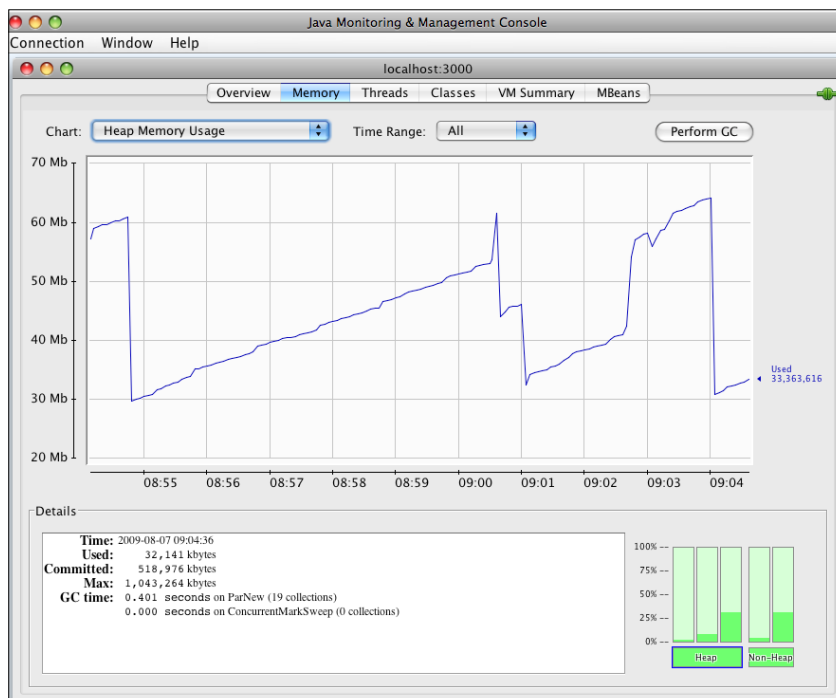 Java Monitoring & Management Console
Connection Window Help
localhost:3000
Overview Memory Threads Classes VM Summary MBeans
Chart: Heap Memory Usage Time Range: All Perform GC
70 Mb
60 Mb
50 Mb
40 Mb
30 Mb
20 Mb
Used
33,363,616
08:55 08:56 08:57 08:58 08:59 09:00 09:01 09:02 09:03 09:04
Details
Time: 2009-08-07 09:04:36
Used: 32,141 kbytes
Committed: 518,976 kbytes
Max: 1,043,264 kbytes
GC time: 0.401 seconds on ParNew (19 collections)
0.000 seconds on ConcurrentMarkSweep (0 collections)
100% --
75% --
50% --
25% --
0% --
Heap Non-Heap